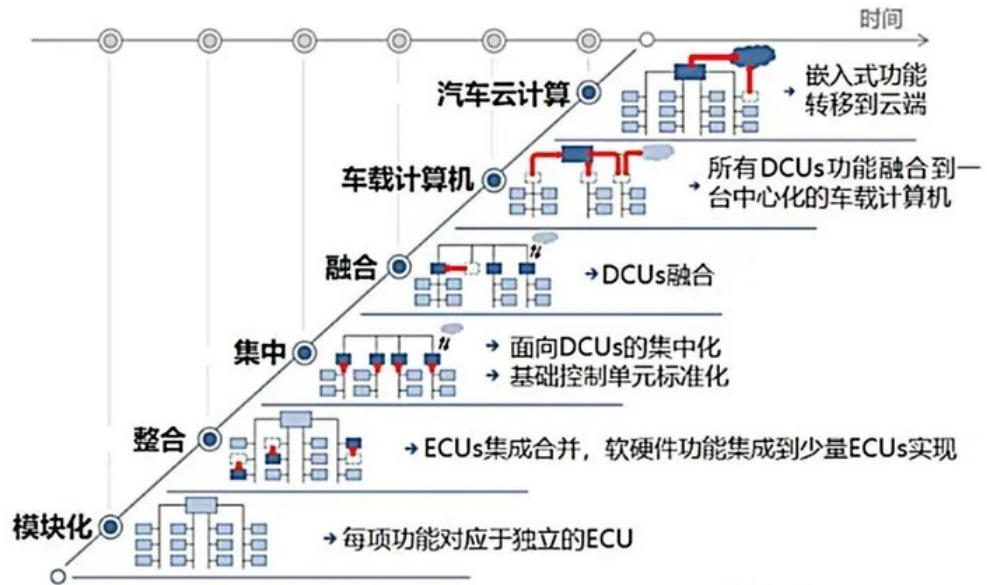 时间
汽车云计算
→ 嵌入式功能
转移到云端
车载计算机
→ 所有DCUs功能融合到一
台中心化的车载计算机
融合
→DCUs融合
集中
→ 面向DCUs的集中化
→ 基础控制单元标准化
整合
→ECUs集成合并，软硬件功能集成到少量ECUs实现
模块化
→每项功能对应于独立的ECU